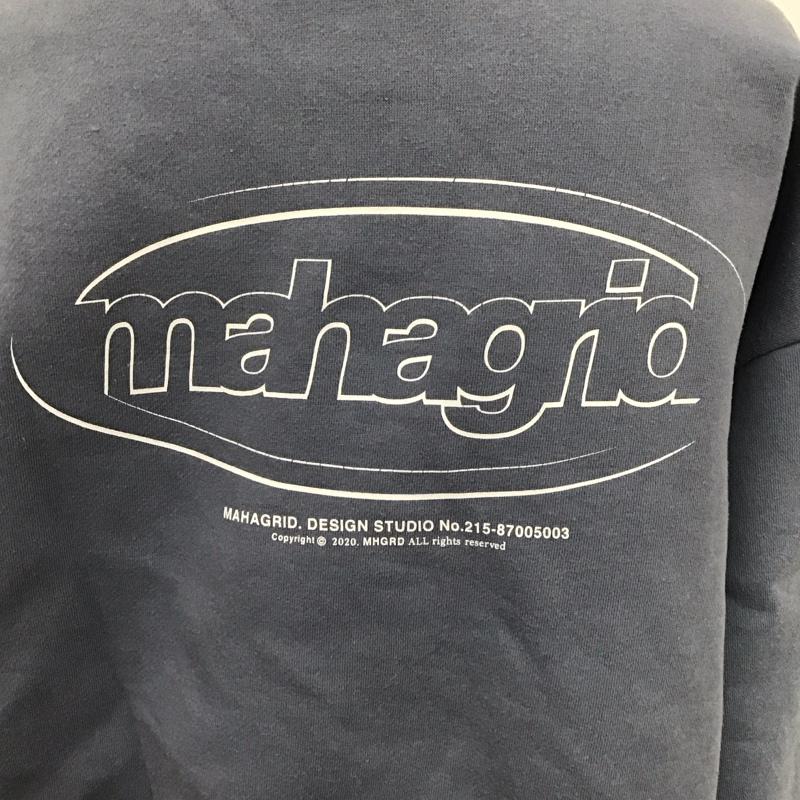 mahagrid
MAHAGRID. DESIGN STUDIO No.215-87005003
Copyright © 2020. MHGRD ALL rights reserved